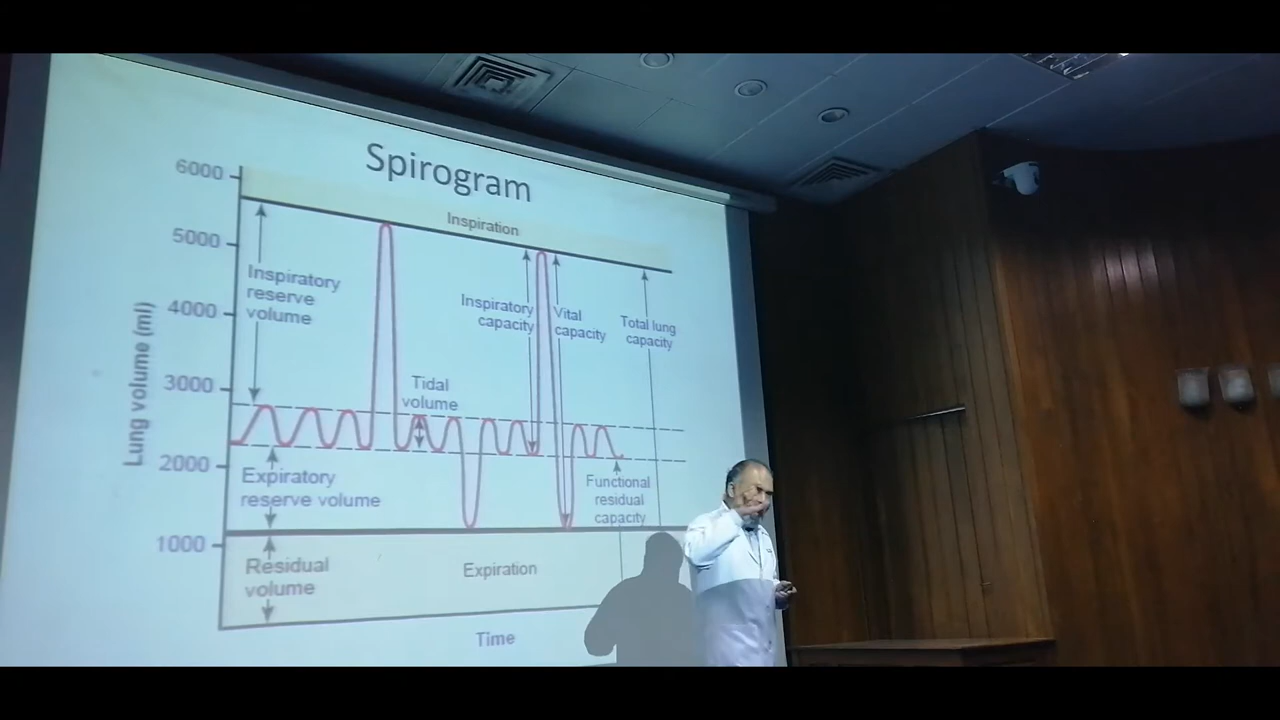 Spirogram
6000
5000
4000
3000
2000
1000
Lung volume (ml)
Inspiration
Inspiratory
reserve
volume
Inspiratory
capacity
Vital
capacity
Total lung
capacity
Tidal
volume
Expiratory
reserve volume
Functional
residual
capacity
Residual
volume
Expiration
Time